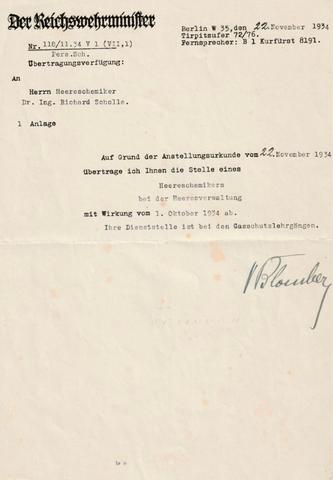 Der Reichswehrminister
Berlin W 35, den 22. November 1934
Tirpitzufer 72/76.
Fernsprecher: B 1 Kurfürst 8191.
Nr. 110/11.34 V 1 (VII,1)
Pers.Sch.
Übertragungsverfügung:
An
Herrn Heereschemiker
Dr. Ing. Richard Scholle.
1 Anlage
Auf Grund der Anstellungsurkunde vom 22. November 1934
übertrage ich Ihnen die Stelle eines
Heereschemikers
bei der Heeresverwaltung
mit Wirkung vom 1. Oktober 1934 ab.
Ihre Dienststelle ist bei den Gasschutzlehrgängen.
v Blomberg